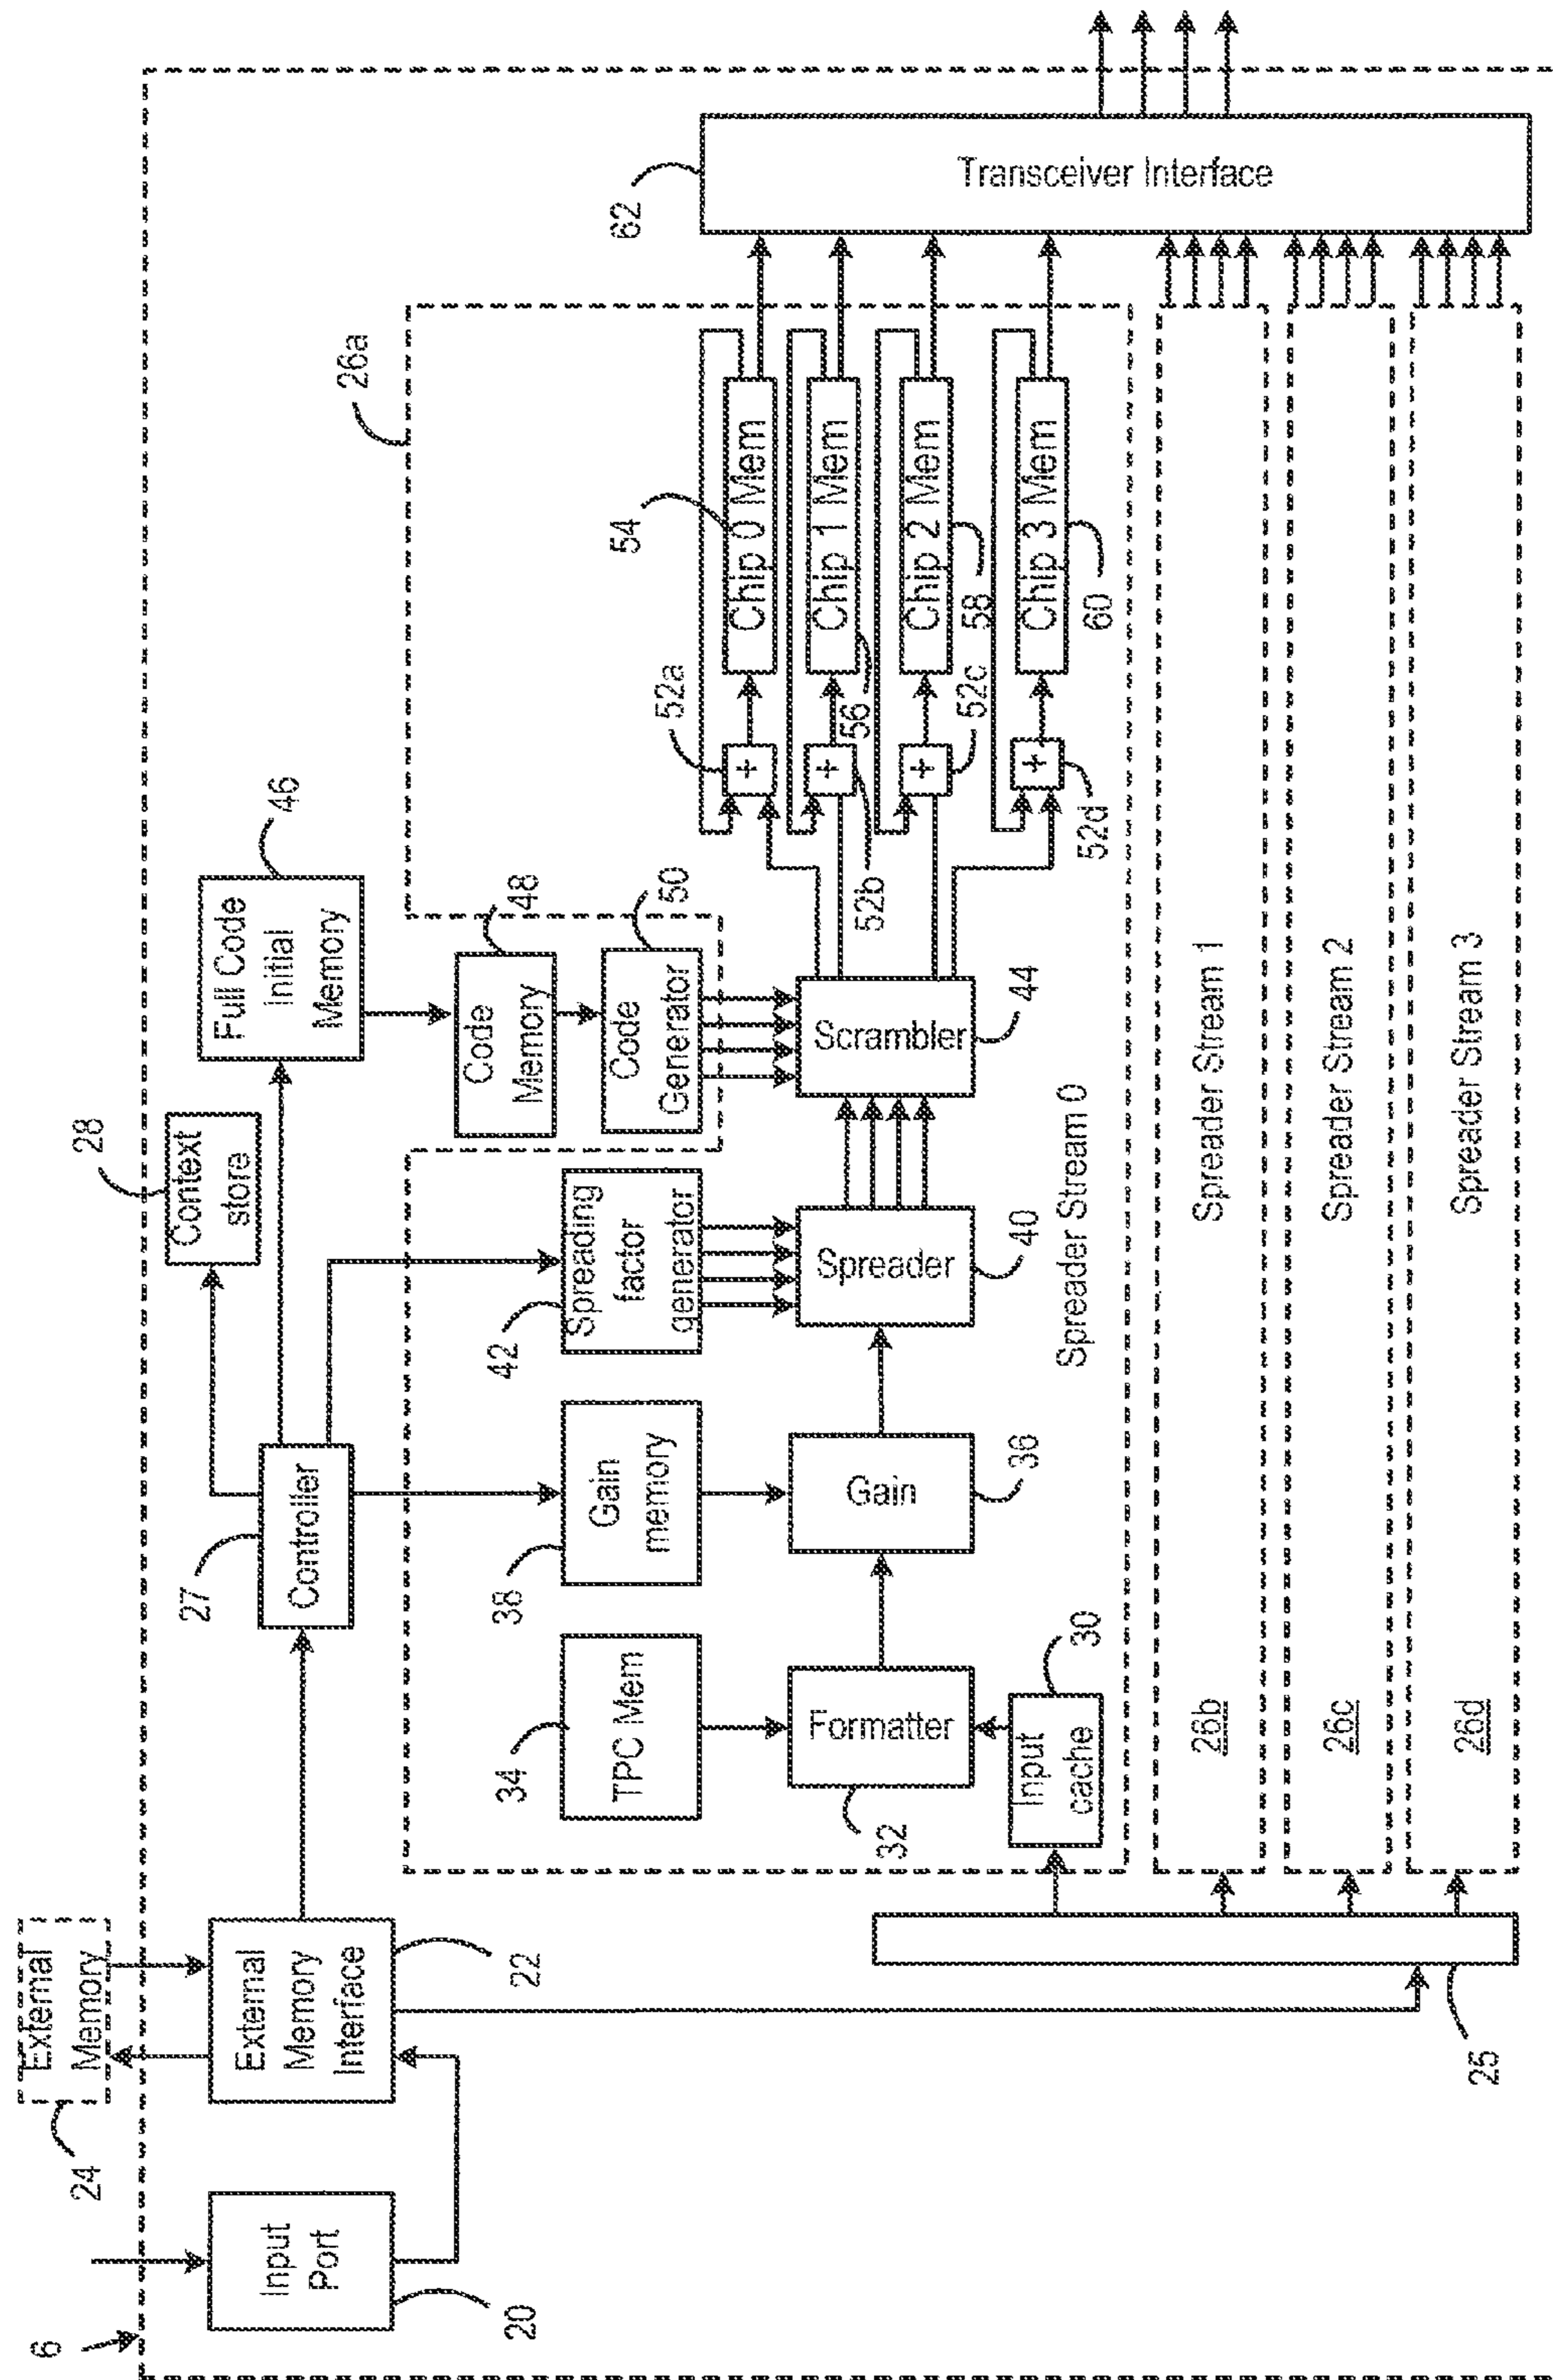 6
20
Input
Port
24
External
Memory
External
Memory
Interface
22
25
27
Controller
28
Context
store
Full Code
Initial
Memory
46
26a
34
TPC Mem
38
Gain
memory
42
Spreading
factor
generator
Code
Memory
48
Code
Generator
50
32
Formatter
Gain
36
Spreader
40
Scrambler
44
Input
cache
30
52a
52b
52c
52d
+
+
+
+
54
Chip 0 Mem
56
Chip 1 Mem
58
Chip 2 Mem
60
Chip 3 Mem
Spreader Stream 0
26b
Spreader Stream 1
26c
Spreader Stream 2
26d
Spreader Stream 3
62
Transceiver Interface